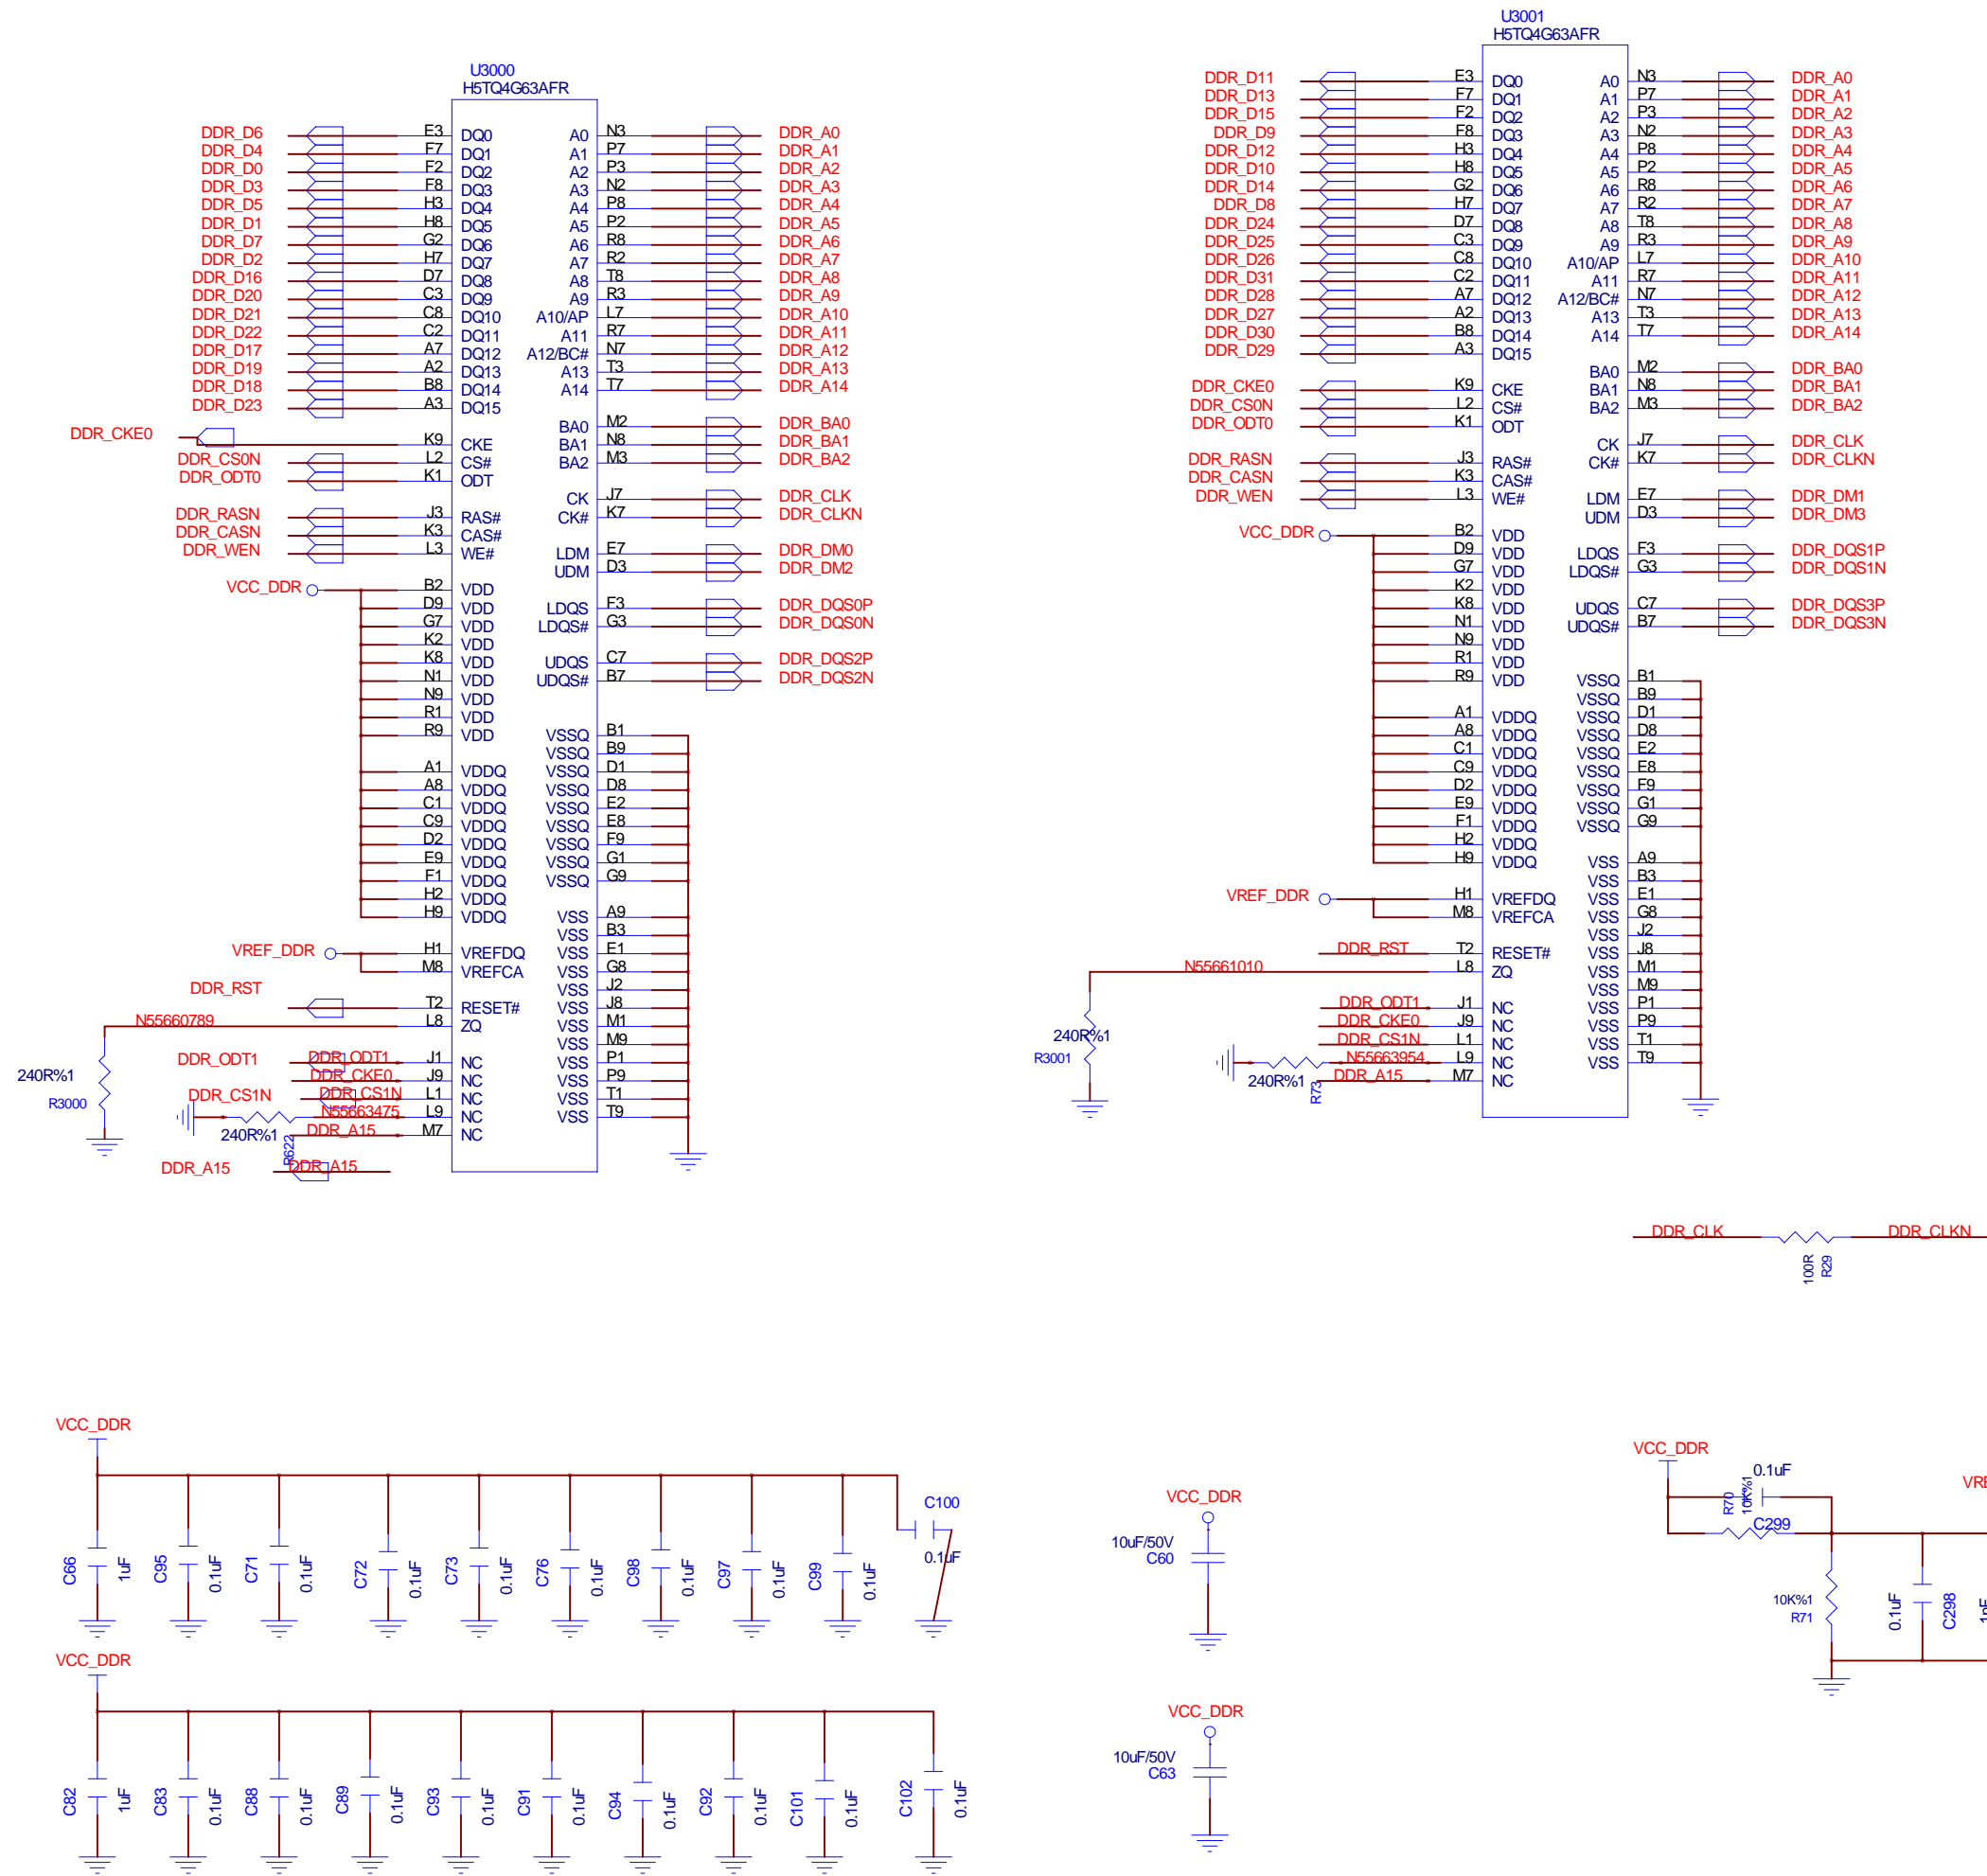 U3000
H5TQ4G63AFR
DDR_D6 E3 DQ0 A0 N3 DDR_A0
DDR_D4 F7 DQ1 A1 P7 DDR_A1
DDR_D0 F2 DQ2 A2 P3 DDR_A2
DDR_D3 F8 DQ3 A3 N2 DDR_A3
DDR_D5 H3 DQ4 A4 P8 DDR_A4
DDR_D1 H8 DQ5 A5 P2 DDR_A5
DDR_D7 G2 DQ6 A6 R8 DDR_A6
DDR_D2 H7 DQ7 A7 R2 DDR_A7
DDR_D16 D7 DQ8 A8 T8 DDR_A8
DDR_D20 C3 DQ9 A9 R3 DDR_A9
DDR_D21 C8 DQ10 A10/AP L7 DDR_A10
DDR_D22 C2 DQ11 A11 R7 DDR_A11
DDR_D17 A7 DQ12 A12/BC# N7 DDR_A12
DDR_D19 A2 DQ13 A13 T3 DDR_A13
DDR_D18 B8 DQ14 A14 T7 DDR_A14
DDR_D23 A3 DQ15
BA0 M2 DDR_BA0
DDR_CKE0 K9 CKE BA1 N8 DDR_BA1
DDR_CS0N L2 CS# BA2 M3 DDR_BA2
DDR_ODT0 K1 ODT
CK J7 DDR_CLK
DDR_RASN J3 RAS# CK# K7 DDR_CLKN
DDR_CASN K3 CAS#
DDR_WEN L3 WE# LDM E7 DDR_DM0
UDM D3 DDR_DM2
VCC_DDR B2 VDD
D9 VDD LDQS F3 DDR_DQS0P
G7 VDD LDQS# G3 DDR_DQS0N
K2 VDD
K8 VDD UDQS C7 DDR_DQS2P
N1 VDD UDQS# B7 DDR_DQS2N
N9 VDD
R1 VDD
R9 VDD VSSQ B1
VSSQ B9
A1 VDDQ VSSQ D1
A8 VDDQ VSSQ D8
C1 VDDQ VSSQ E2
C9 VDDQ VSSQ E8
D2 VDDQ VSSQ F9
E9 VDDQ VSSQ G1
F1 VDDQ VSSQ G9
H2 VDDQ
H9 VDDQ VSS A9
VSS B3
VREF_DDR H1 VREFDQ VSS E1
M8 VREFCA VSS G8
VSS J2
DDR_RST T2 RESET# VSS J8
N55660789 L8 ZQ VSS M1
VSS M9
DDR_ODT1 DDR_ODT1 J1 NC VSS P1
DDR_CKE0 J9 NC VSS P9
DDR_CS1N DDR_CS1N L1 NC VSS T1
N55663475 L9 NC VSS T9
DDR_A15 M7 NC
240R%1
R3000
240R%1
R622
DDR_A15 DDR_A15
U3001
H5TQ4G63AFR
DDR_D11 E3 DQ0 A0 N3 DDR_A0
DDR_D13 F7 DQ1 A1 P7 DDR_A1
DDR_D15 F2 DQ2 A2 P3 DDR_A2
DDR_D9 F8 DQ3 A3 N2 DDR_A3
DDR_D12 H3 DQ4 A4 P8 DDR_A4
DDR_D10 H8 DQ5 A5 P2 DDR_A5
DDR_D14 G2 DQ6 A6 R8 DDR_A6
DDR_D8 H7 DQ7 A7 R2 DDR_A7
DDR_D24 D7 DQ8 A8 T8 DDR_A8
DDR_D25 C3 DQ9 A9 R3 DDR_A9
DDR_D26 C8 DQ10 A10/AP L7 DDR_A10
DDR_D31 C2 DQ11 A11 R7 DDR_A11
DDR_D28 A7 DQ12 A12/BC# N7 DDR_A12
DDR_D27 A2 DQ13 A13 T3 DDR_A13
DDR_D30 B8 DQ14 A14 T7 DDR_A14
DDR_D29 A3 DQ15
BA0 M2 DDR_BA0
DDR_CKE0 K9 CKE BA1 N8 DDR_BA1
DDR_CS0N L2 CS# BA2 M3 DDR_BA2
DDR_ODT0 K1 ODT
CK J7 DDR_CLK
DDR_RASN J3 RAS# CK# K7 DDR_CLKN
DDR_CASN K3 CAS#
DDR_WEN L3 WE# LDM E7 DDR_DM1
UDM D3 DDR_DM3
VCC_DDR B2 VDD
D9 VDD LDQS F3 DDR_DQS1P
G7 VDD LDQS# G3 DDR_DQS1N
K2 VDD
K8 VDD UDQS C7 DDR_DQS3P
N1 VDD UDQS# B7 DDR_DQS3N
N9 VDD
R1 VDD
R9 VDD VSSQ B1
VSSQ B9
A1 VDDQ VSSQ D1
A8 VDDQ VSSQ D8
C1 VDDQ VSSQ E2
C9 VDDQ VSSQ E8
D2 VDDQ VSSQ F9
E9 VDDQ VSSQ G1
F1 VDDQ VSSQ G9
H2 VDDQ
H9 VDDQ VSS A9
VSS B3
VREF_DDR H1 VREFDQ VSS E1
M8 VREFCA VSS G8
VSS J2
DDR_RST T2 RESET# VSS J8
N55661010 L8 ZQ VSS M1
VSS M9
DDR_ODT1 J1 NC VSS P1
DDR_CKE0 J9 NC VSS P9
DDR_CS1N L1 NC VSS T1
N55663954 L9 NC VSS T9
DDR_A15 M7 NC
240R%1
R3001
240R%1
R73
DDR_CLK DDR_CLKN
100R
R29
VCC_DDR
C66 1uF C95 0.1uF C71 0.1uF C72 0.1uF C73 0.1uF C76 0.1uF C98 0.1uF C97 0.1uF C99 0.1uF
C100
0.1uF
VCC_DDR
C82 1uF C83 0.1uF C88 0.1uF C89 0.1uF C93 0.1uF C91 0.1uF C94 0.1uF C92 0.1uF C101 0.1uF C102 0.1uF
VCC_DDR
10uF/50V
C60
VCC_DDR
10uF/50V
C63
VCC_DDR
0.1uF
R70
10K%1
C299
10K%1
R71
0.1uF
C298